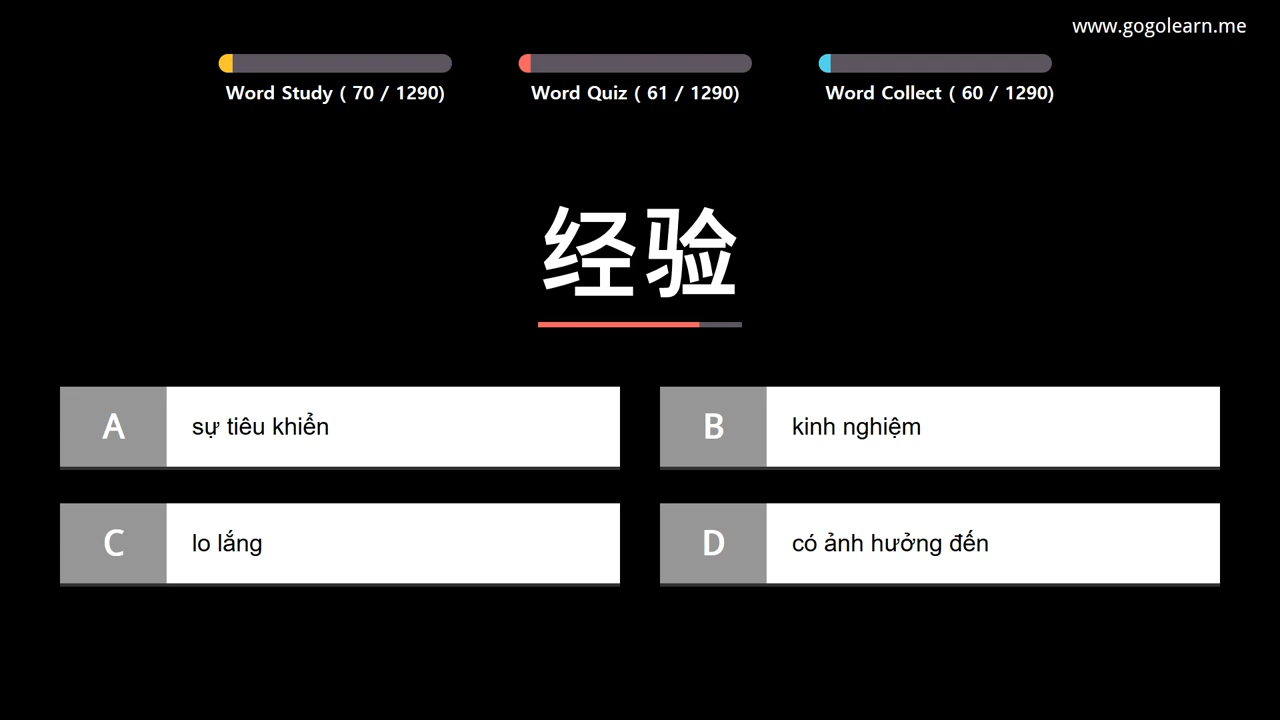 www.gogolearn.me
Word Study ( 70 / 1290)
Word Quiz ( 61 / 1290)
Word Collect ( 60 / 1290)
经验
A
sự tiêu khiển
B
kinh nghiệm
C
lo lắng
D
có ảnh hưởng đến